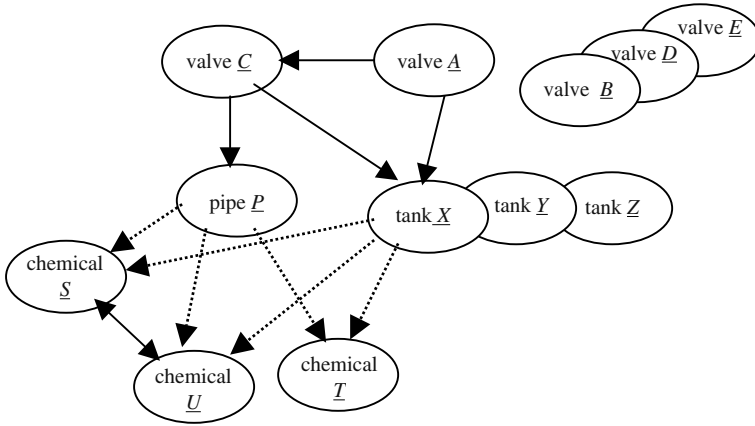 valve E
valve D
valve C
valve A
valve B
pipe P
tank X
tank Y
tank Z
chemical
S
chemical
U
chemical
T